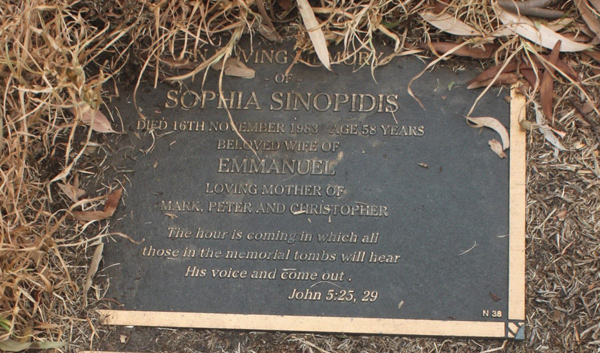 LOVING MEMORY
OF
SOPHIA SINOPIDIS
DIED 16TH NOVEMBER 1983 AGE 58 YEARS
BELOVED WIFE OF
EMMANUEL
LOVING MOTHER OF
MARK, PETER AND CHRISTOPHER
The hour is coming in which all
those in the memorial tombs will hear
His voice and come out.
John 5:25, 29
N 38